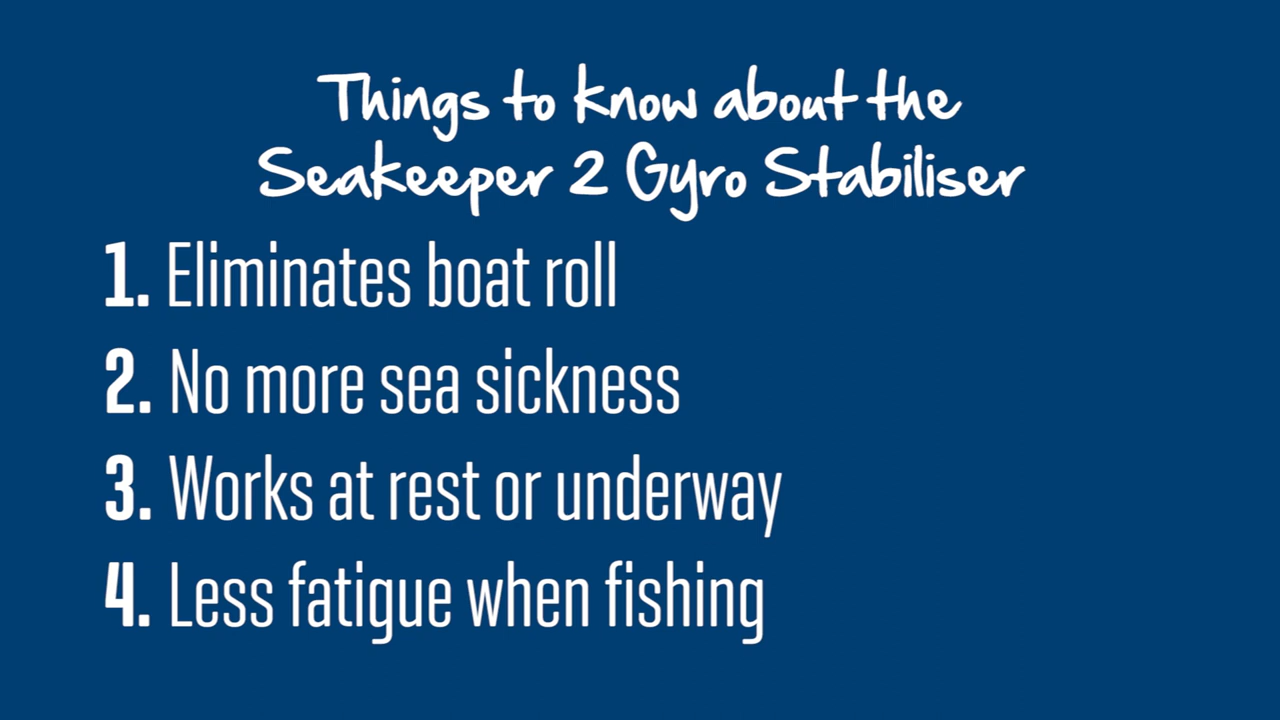 Things to know about the
Seakeeper 2 Gyro Stabiliser
1. Eliminates boat roll
2. No more sea sickness
3. Works at rest or underway
4. Less fatigue when fishing